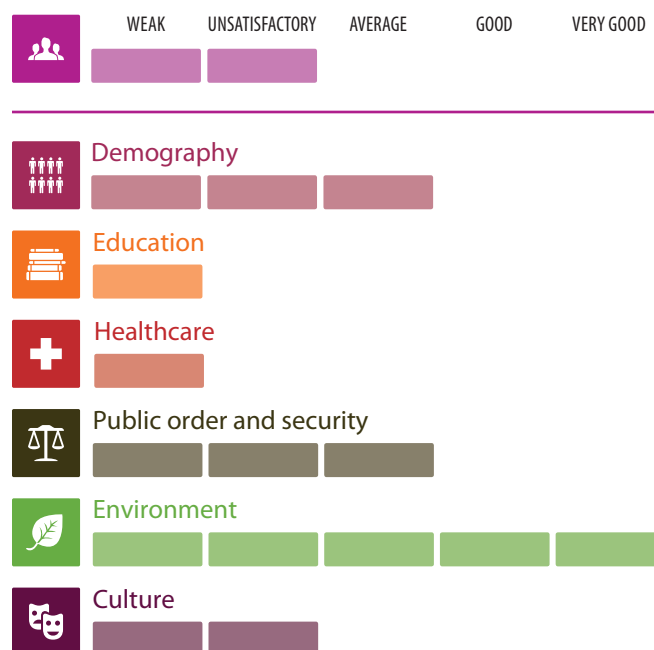 WEAK UNSATISFACTORY AVERAGE GOOD VERY GOOD
Demography
Education
Healthcare
Public order and security
Environment
Culture